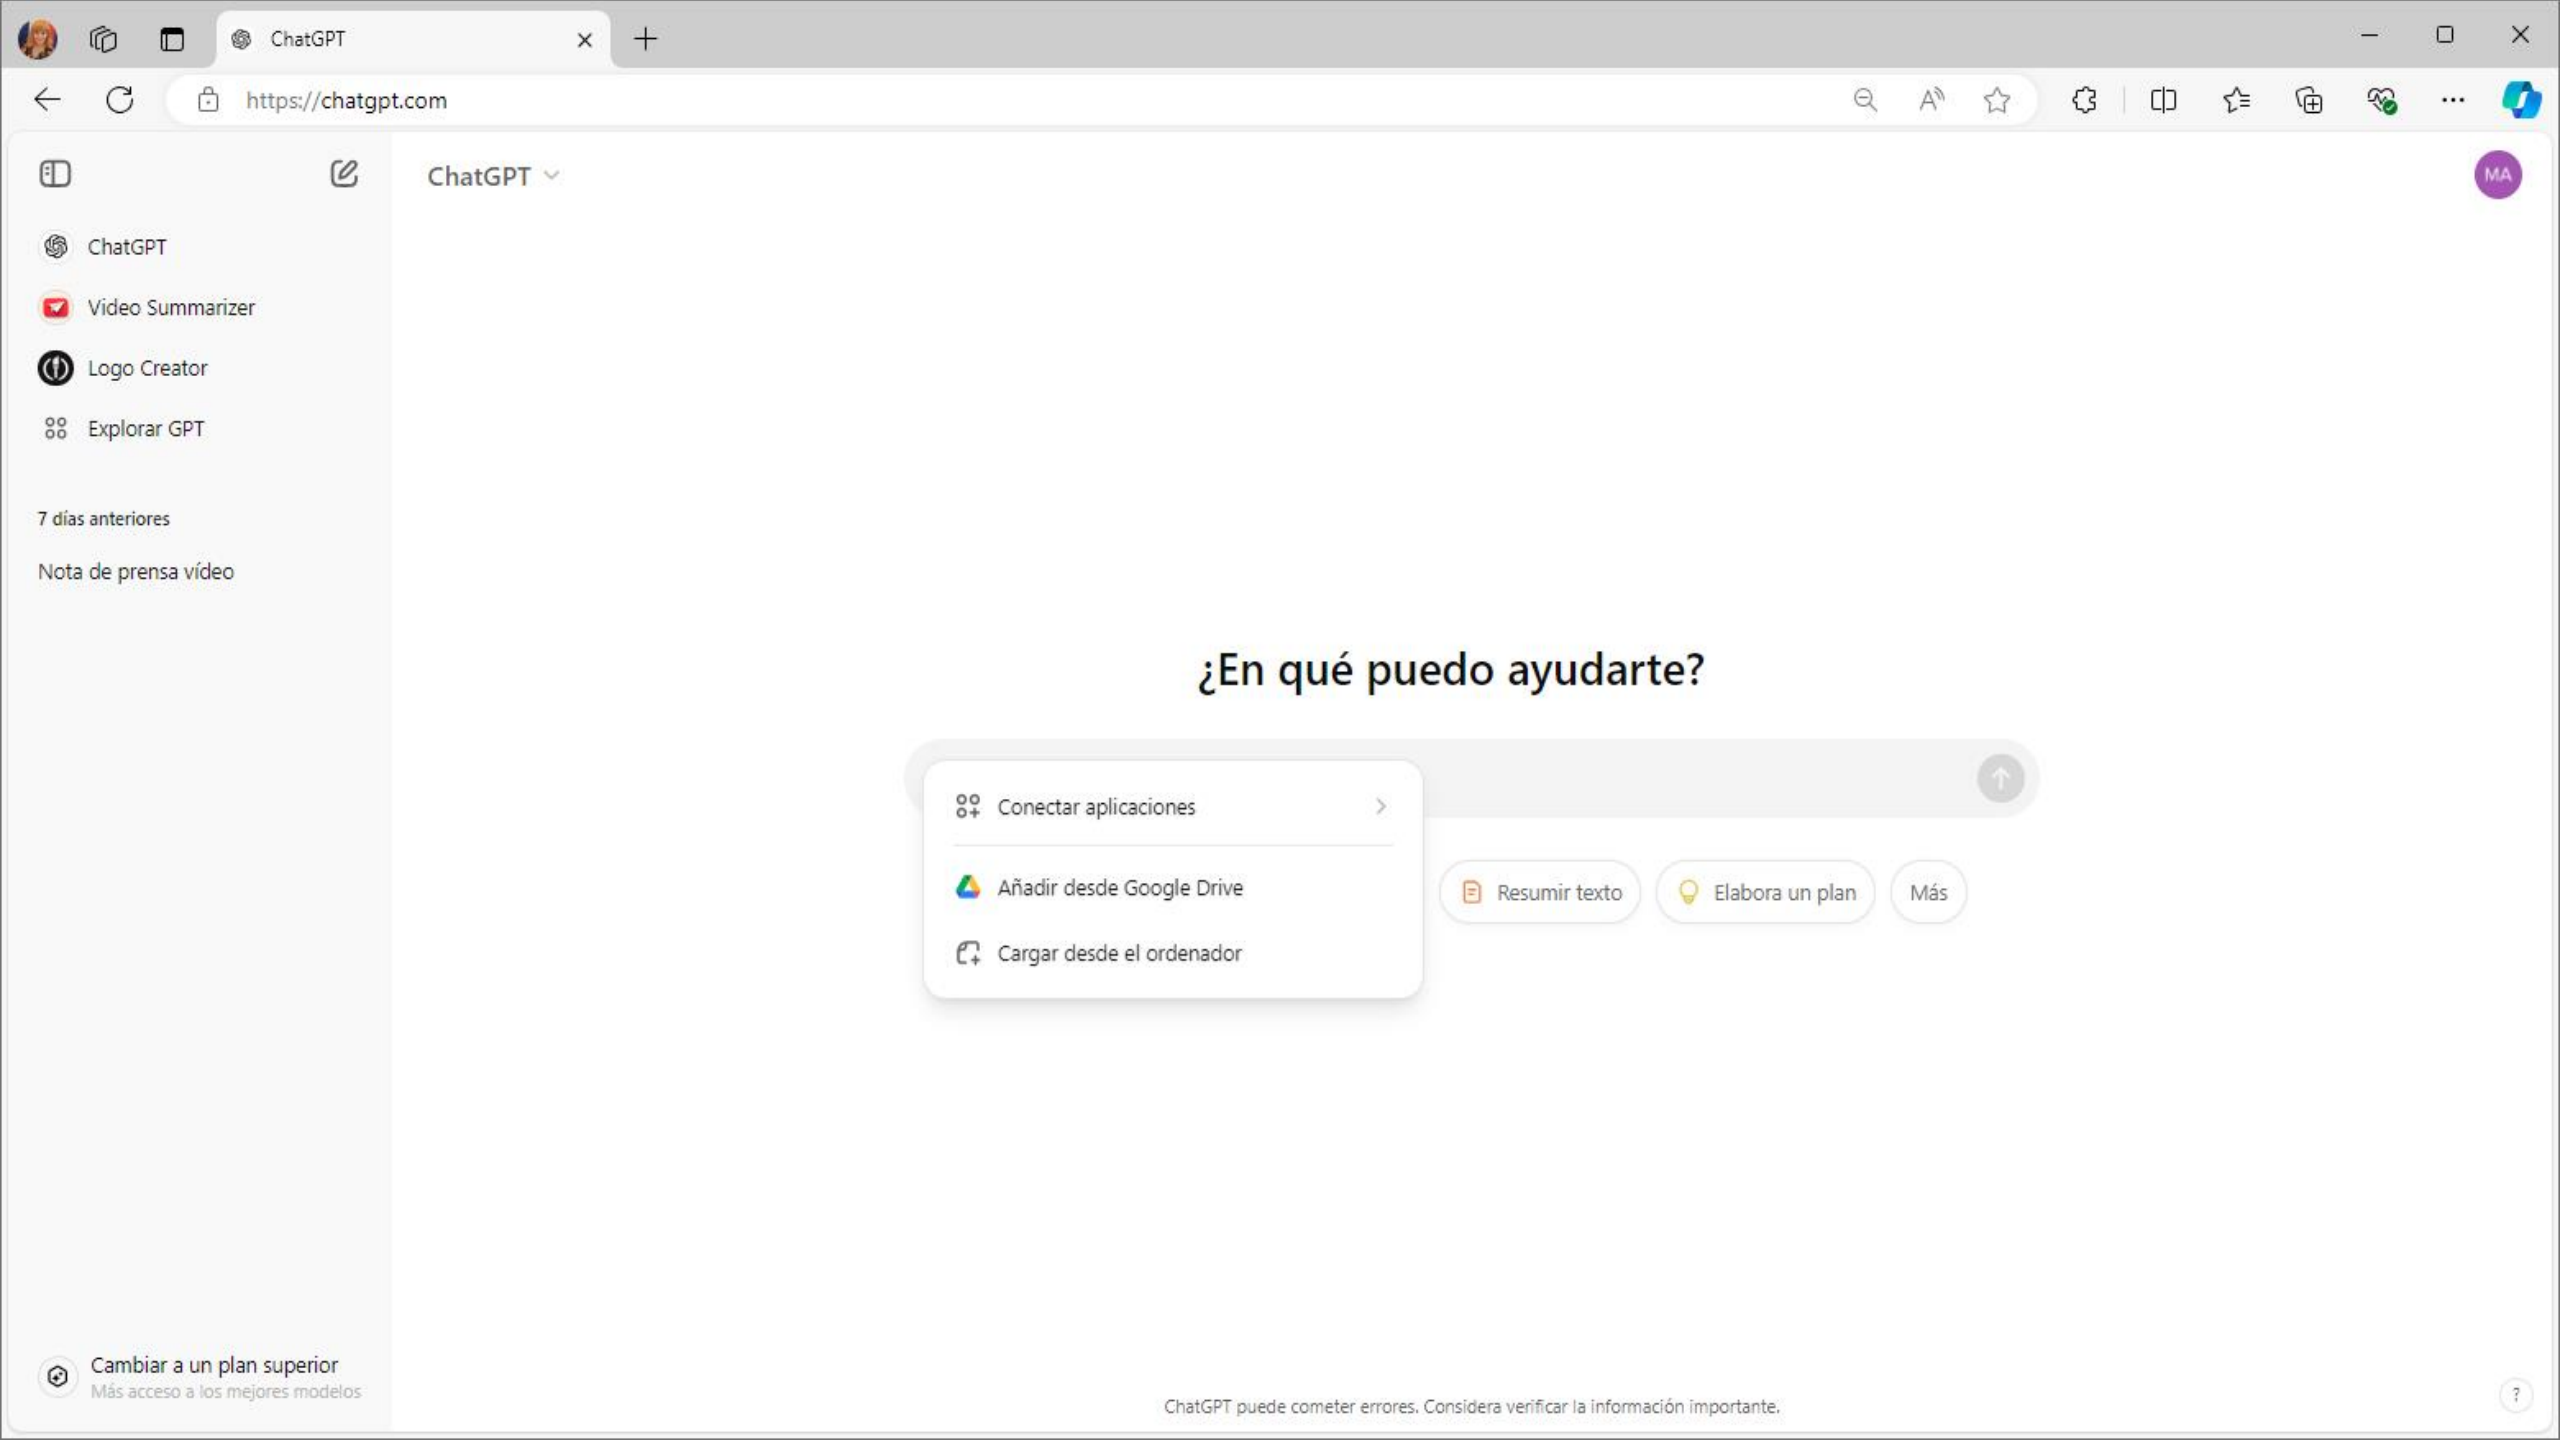 ChatGPT
https://chatgpt.com
ChatGPT
MA
ChatGPT
Video Summarizer
Logo Creator
Explorar GPT
7 días anteriores
Nota de prensa vídeo
¿En qué puedo ayudarte?
Conectar aplicaciones
Añadir desde Google Drive
Cargar desde el ordenador
Resumir texto
Elabora un plan
Más
Cambiar a un plan superior
Más acceso a los mejores modelos
ChatGPT puede cometer errores. Considera verificar la información importante.
?